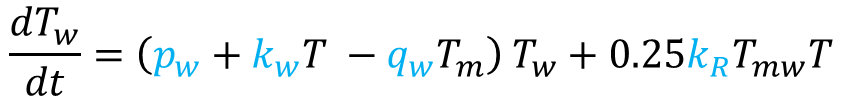 dT_w/dt = (p_w + k_w T − q_w T_m) T_w + 0.25k_R T_mw T